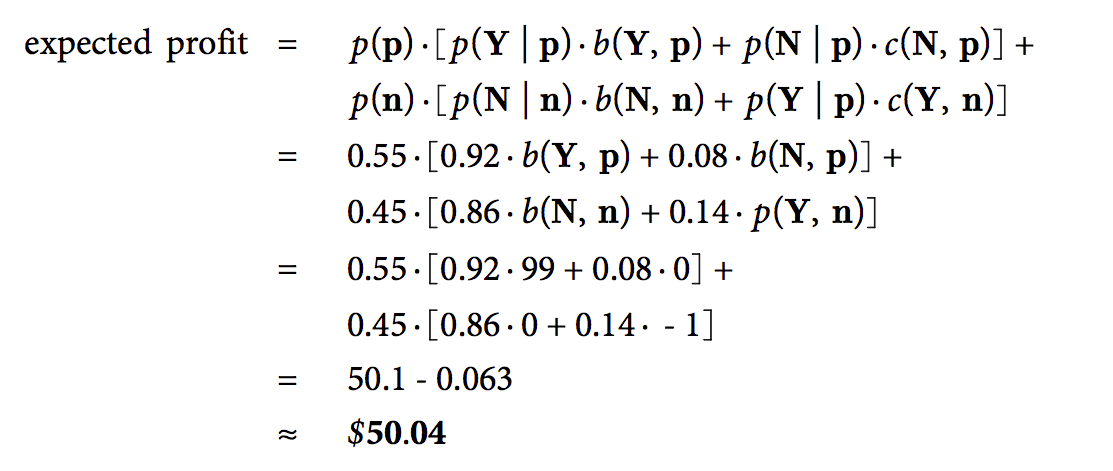 expected profit = p(p)·[p(Y | p)·b(Y, p) + p(N | p)·c(N, p)] +
p(n)·[p(N | n)·b(N, n) + p(Y | p)·c(Y, n)]
= 0.55·[0.92·b(Y, p) + 0.08·b(N, p)] +
0.45·[0.86·b(N, n) + 0.14·p(Y, n)]
= 0.55·[0.92·99 + 0.08·0] +
0.45·[0.86·0 + 0.14· - 1]
= 50.1 - 0.063
≈ $50.04